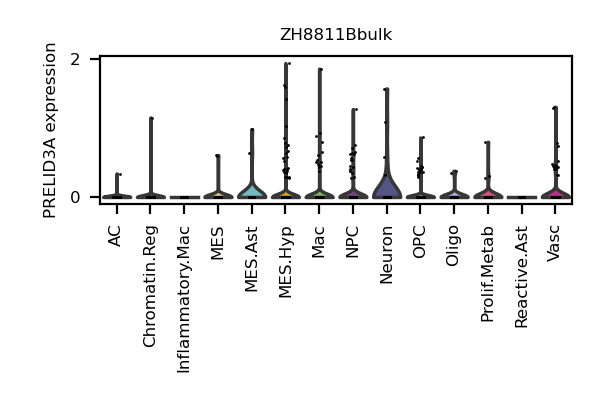 ZH8811Bbulk
PRELID3A expression
2
0
AC
Chromatin.Reg
Inflammatory.Mac
MES
MES.Ast
MES.Hyp
Mac
NPC
Neuron
OPC
Oligo
Prolif.Metab
Reactive.Ast
Vasc